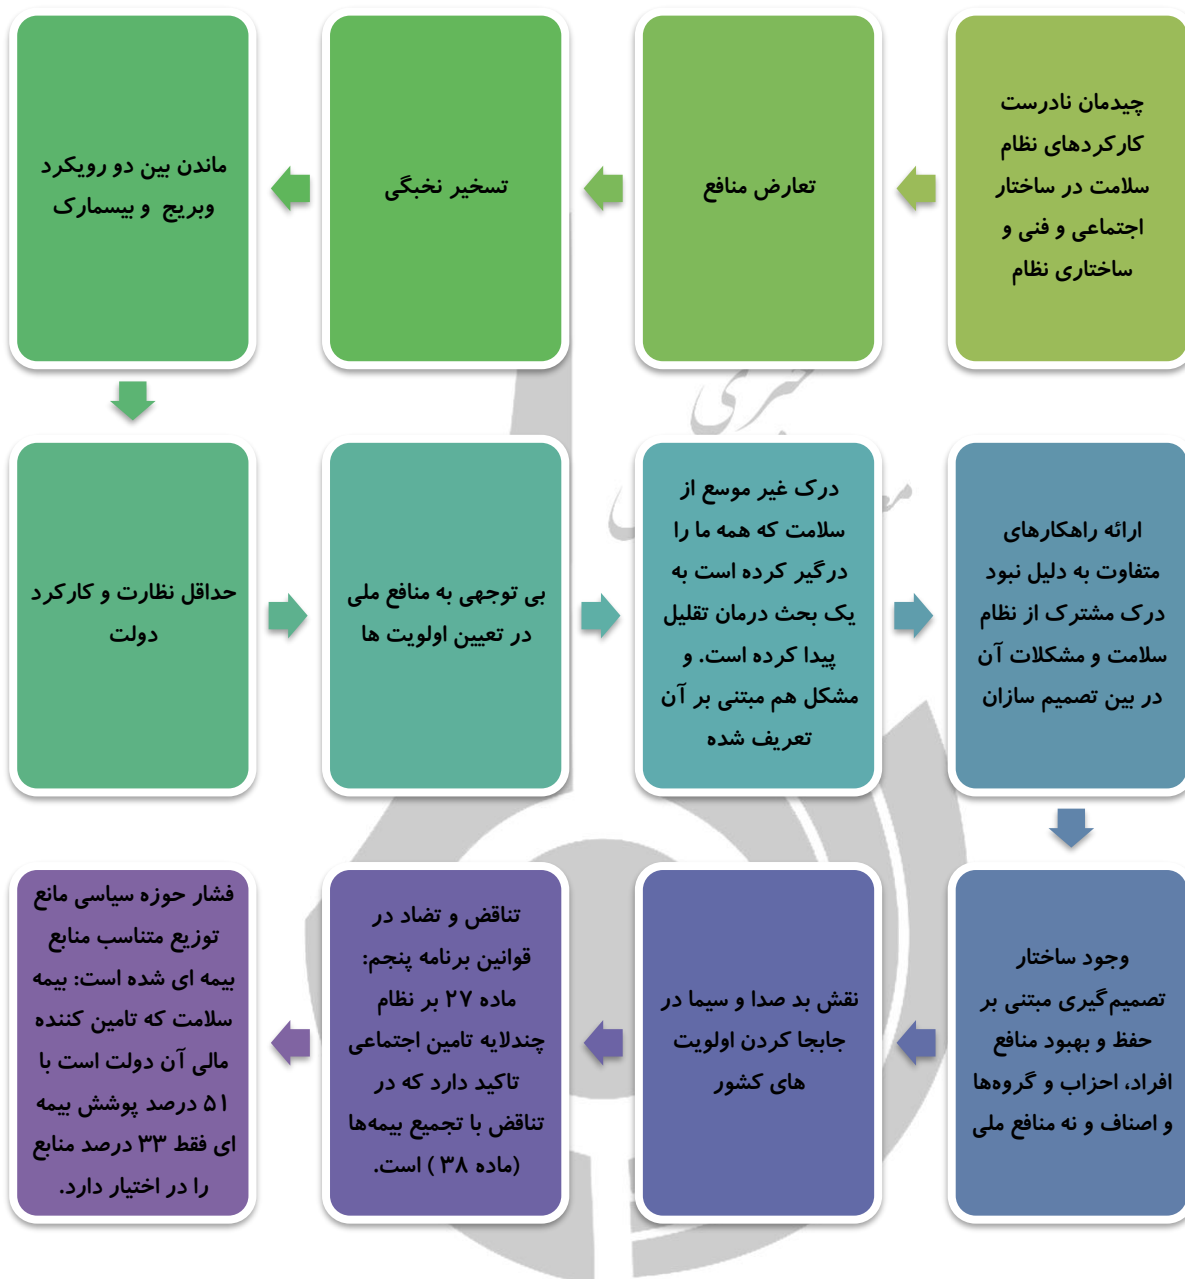 چیدمان نادرست
کارکردهای نظام
سلامت در ساختار
اجتماعی و فنی و
ساختاری نظام
تعارض منافع
تسخیر نخبگی
ماندن بین دو رویکرد
وبریج و بیسمارک
حداقل نظارت و کارکرد
دولت
بی توجهی به منافع ملی
در تعیین اولویت ها
درک غیر موسع از
سلامت که همه ما را
درگیر کرده است به
یک بحث درمان تقلیل
پیدا کرده است. و
مشکل هم مبتنی بر آن
تعریف شده
ارائه راهکارهای
متفاوت به دلیل نبود
درک مشترک از نظام
سلامت و مشکلات آن
در بین تصمیم سازان
وجود ساختار
تصمیم‌گیری مبتنی بر
حفظ و بهبود منافع
افراد، احزاب و گروه‌ها
و اصناف و نه منافع ملی
نقش بد صدا و سیما در
جابجا کردن اولویت
های کشور
تناقض و تضاد در
قوانین برنامه پنجم:
ماده ۲۷ بر نظام
چندلایه تامین اجتماعی
تاکید دارد که در
تناقض با تجمیع بیمه‌ها
(ماده ۳۸ ) است.
فشار حوزه سیاسی مانع
توزیع متناسب منابع
بیمه ای شده است: بیمه
سلامت که تامین کننده
مالی آن دولت است با
۵۱ درصد پوشش بیمه
ای فقط ۳۳ درصد منابع
را در اختیار دارد.